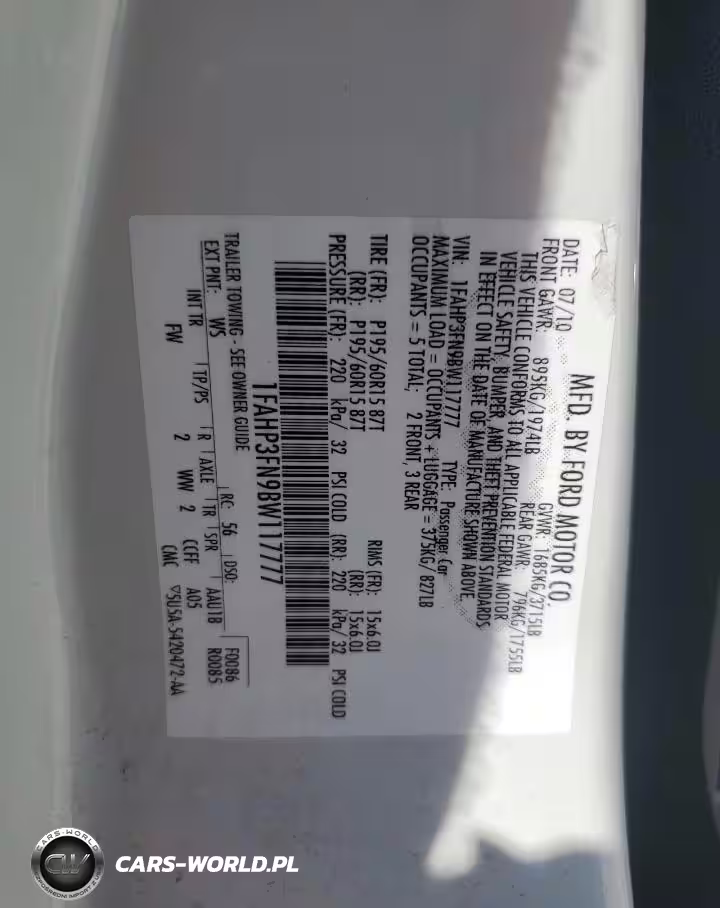 MFD. BY FORD MOTOR CO.
DATE: 07/10 GVWR: 1685KG/3715LB
FRONT GAWR: 895KG/1974LB REAR GAWR: 796KG/1755LB
THIS VEHICLE CONFORMS TO ALL APPLICABLE FEDERAL MOTOR
VEHICLE SAFETY, BUMPER, AND THEFT PREVENTION STANDARDS
IN EFFECT ON THE DATE OF MANUFACTURE SHOWN ABOVE.
VIN: 1FAHP3FN9BW117777 TYPE: Passenger Car
MAXIMUM LOAD = OCCUPANTS + LUGGAGE = 375KG/ 827LB
OCCUPANTS = 5 TOTAL; 2 FRONT, 3 REAR
TIRE (FR): P195/60R15 87T RIMS (FR): 15x6.0J
(RR): P195/60R15 87T (RR): 15x6.0J
PRESSURE (FR): 220 kPa/ 32 PSI COLD (RR): 220 kPa/ 32 PSI COLD
1FAHP3FN9BW117777
TRAILER TOWING - SEE OWNER GUIDE
EXT PNT: WS RC: 56 DSO: F0086
R0085
INT TR TP/PS R AXLE TR SPR AAU1B
FW 2 WW 2 CCFF A05
CMC ▽5U5A-5420472-AA
CARS-WORLD
CW
CARS-WORLD.PL